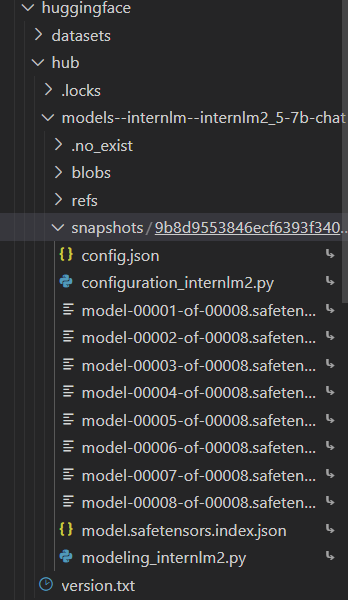 huggingface
datasets
hub
.locks
models--internlm--internlm2_5-7b-chat
.no_exist
blobs
refs
snapshots / 9b8d9553846ecf6393f340...
config.json
configuration_internlm2.py
model-00001-of-00008.safeten...
model-00002-of-00008.safeten...
model-00003-of-00008.safeten...
model-00004-of-00008.safeten...
model-00005-of-00008.safeten...
model-00006-of-00008.safeten...
model-00007-of-00008.safeten...
model-00008-of-00008.safeten...
model.safetensors.index.json
modeling_internlm2.py
version.txt